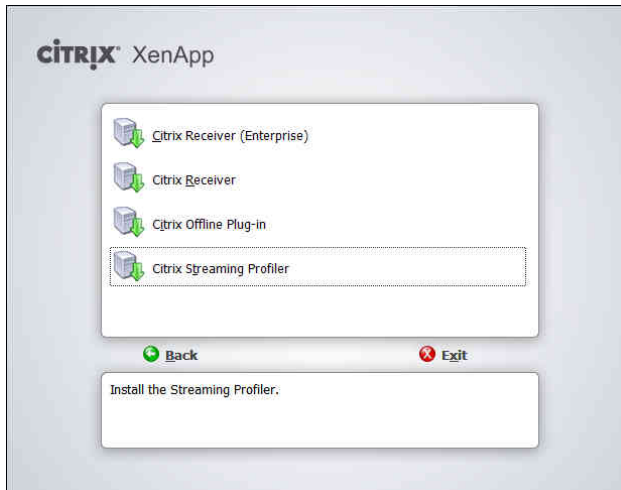 CITRIX XenApp
Citrix Receiver (Enterprise)
Citrix Receiver
Citrix Offline Plug-in
Citrix Streaming Profiler
Back Exit
Install the Streaming Profiler.